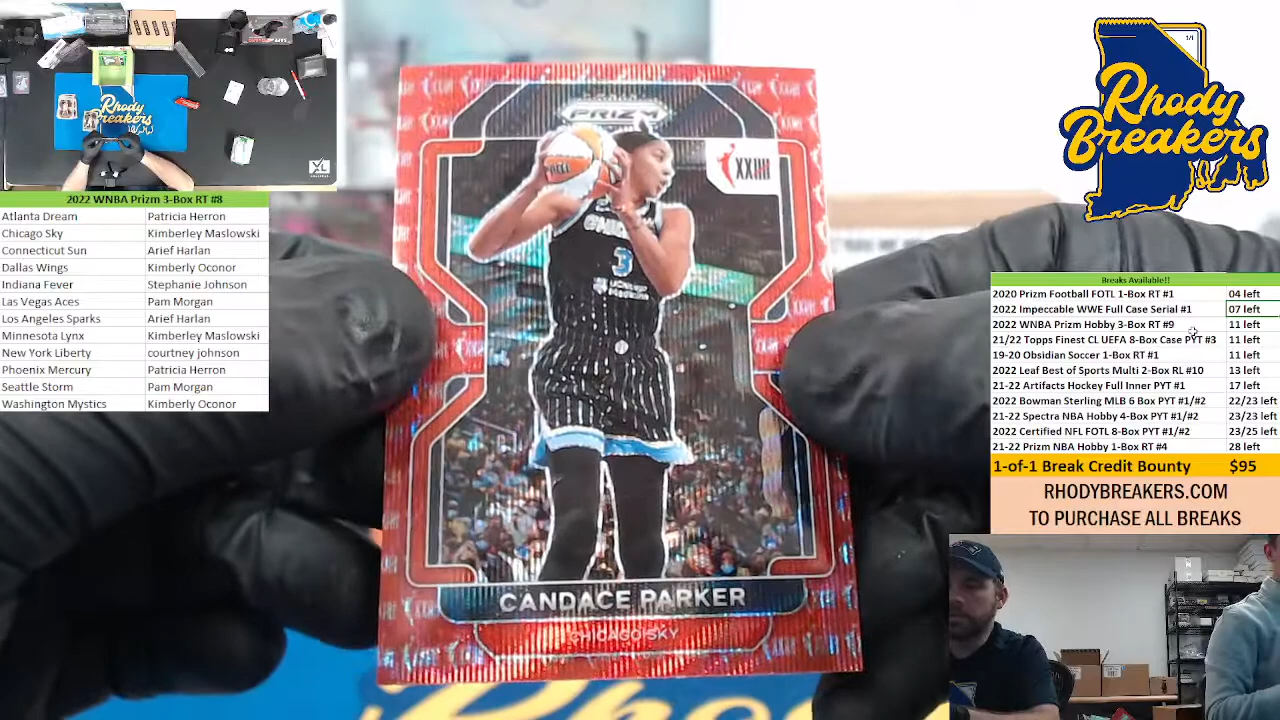 Rhody
Breakers
2022 WNBA Prizm 3-Box RT #8
Atlanta Dream Patricia Herron
Chicago Sky Kimberley Maslowski
Connecticut Sun Arief Harlan
Dallas Wings Kimberly Oconor
Indiana Fever Stephanie Johnson
Las Vegas Aces Pam Morgan
Los Angeles Sparks Arief Harlan
Minnesota Lynx Kimberley Maslowski
New York Liberty courtney johnson
Phoenix Mercury Patricia Herron
Seattle Storm Pam Morgan
Washington Mystics Kimberly Oconor
PRIZM
3
CANDACE PARKER
CHICAGO SKY
1/1
Rhody
Breakers
Breaks Available!!
2020 Prizm Football FOTL 1-Box RT #1 04 left
2022 Impeccable WWE Full Case Serial #1 07 left
2022 WNBA Prizm Hobby 3-Box RT #9 11 left
21/22 Topps Finest CL UEFA 8-Box Case PYT #3 11 left
19-20 Obsidian Soccer 1-Box RT #1 11 left
2022 Leaf Best of Sports Multi 2-Box RL #10 13 left
21-22 Artifacts Hockey Full Inner PYT #1 17 left
2022 Bowman Sterling MLB 6 Box PYT #1/#2 22/23 left
21-22 Spectra NBA Hobby 4-Box PYT #1/#2 23/23 left
2022 Certified NFL FOTL 8-Box PYT #1/#2 23/25 left
21-22 Prizm NBA Hobby 1-Box RT #4 28 left
1-of-1 Break Credit Bounty $95
RHODYBREAKERS.COM
TO PURCHASE ALL BREAKS